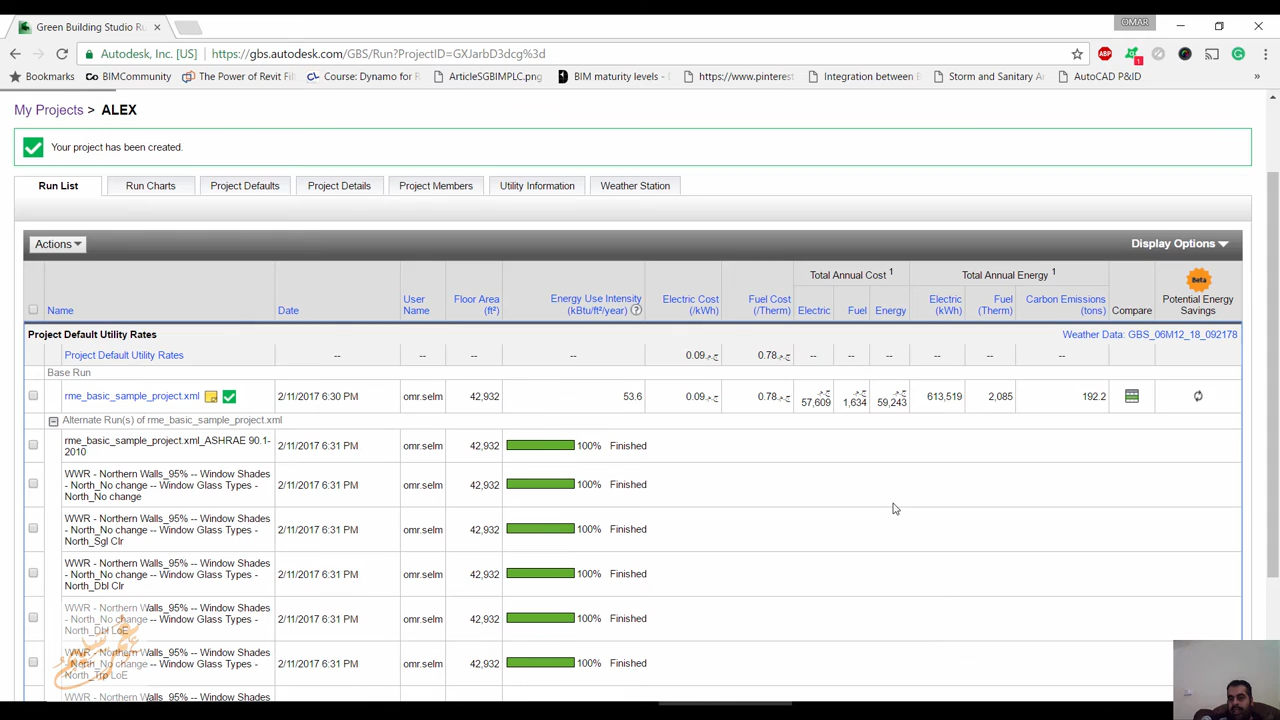 Green Building Studio Ru
OMAR
Autodesk, Inc. [US]
https://gbs.autodesk.com/GBS/Run?ProjectID=GXJarbD3dcg%3d
ABP
1
Bookmarks
BIMCommunity
The Power of Revit Fi
Course: Dynamo for F
ArticleSGBIMPLC.png
BIM maturity levels -
https://www.pinterest
Integration between
Storm and Sanitary
AutoCAD P&ID
My Projects > ALEX
Your project has been created.
Run List
Run Charts
Project Defaults
Project Details
Project Members
Utility Information
Weather Station
Actions
Display Options
Total Annual Cost 1
Total Annual Energy 1
Beta
Name
Date
User Name
Floor Area (ft²)
Energy Use Intensity (kBtu/ft²/year)
Electric Cost (/kWh)
Fuel Cost (/Therm)
Electric
Fuel
Energy
Electric (kWh)
Fuel (Therm)
Carbon Emissions (tons)
Compare
Potential Energy Savings
Project Default Utility Rates
Weather Data: GBS_06M12_18_092178
Project Default Utility Rates -- -- -- -- ج.م.0.09 ج.م.0.78 -- -- -- -- -- --
Base Run
rme_basic_sample_project.xml 2/11/2017 6:30 PM omr.selm 42,932 53.6 ج.م.0.09 ج.م.0.78 ج.م.57,609 ج.م.1,634 ج.م.59,243 613,519 2,085 192.2
Alternate Run(s) of rme_basic_sample_project.xml
rme_basic_sample_project.xml_ASHRAE 90.1-
2010
2/11/2017 6:31 PM omr.selm 42,932 100% Finished
WWR - Northern Walls_95% -- Window Shades
- North_No change -- Window Glass Types -
North_No change
2/11/2017 6:31 PM omr.selm 42,932 100% Finished
WWR - Northern Walls_95% -- Window Shades
- North_No change -- Window Glass Types -
North_Sgl Clr
2/11/2017 6:31 PM omr.selm 42,932 100% Finished
WWR - Northern Walls_95% -- Window Shades
- North_No change -- Window Glass Types -
North_Dbl Clr
2/11/2017 6:31 PM omr.selm 42,932 100% Finished
WWR - Northern Walls_95% -- Window Shades
- North_No change -- Window Glass Types -
North_Dbl LoE
2/11/2017 6:31 PM omr.selm 42,932 100% Finished
WWR - Northern Walls_95% -- Window Shades
- North_No change -- Window Glass Types -
North_Trp LoE
2/11/2017 6:31 PM omr.selm 42,932 100% Finished
WWR - Northern Walls_95% -- Window Shades